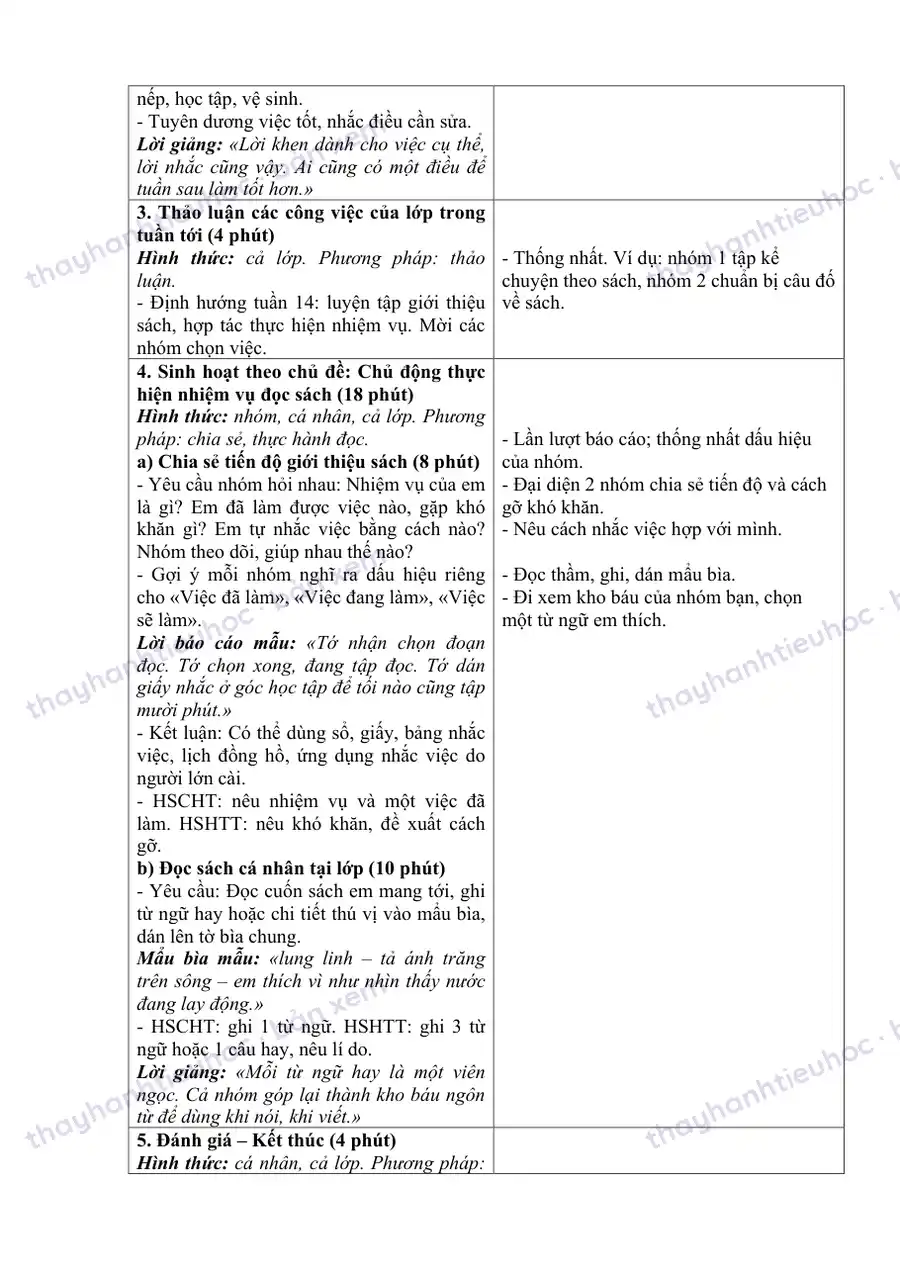 nếp, học tập, vệ sinh.
- Tuyên dương việc tốt, nhắc điều cần sửa.
Lời giảng: «Lời khen dành cho việc cụ thể,
lời nhắc cũng vậy. Ai cũng có một điều để
tuần sau làm tốt hơn.»
3. Thảo luận các công việc của lớp trong
tuần tới (4 phút)
Hình thức: cả lớp. Phương pháp: thảo
luận.
- Định hướng tuần 14: luyện tập giới thiệu
sách, hợp tác thực hiện nhiệm vụ. Mời các
nhóm chọn việc.
- Thống nhất. Ví dụ: nhóm 1 tập kể
chuyện theo sách, nhóm 2 chuẩn bị câu đố
về sách.
4. Sinh hoạt theo chủ đề: Chủ động thực
hiện nhiệm vụ đọc sách (18 phút)
Hình thức: nhóm, cá nhân, cả lớp. Phương
pháp: chia sẻ, thực hành đọc.
a) Chia sẻ tiến độ giới thiệu sách (8 phút)
- Yêu cầu nhóm hỏi nhau: Nhiệm vụ của em
là gì? Em đã làm được việc nào, gặp khó
khăn gì? Em tự nhắc việc bằng cách nào?
Nhóm theo dõi, giúp nhau thế nào?
- Gợi ý mỗi nhóm nghĩ ra dấu hiệu riêng
cho «Việc đã làm», «Việc đang làm», «Việc
sẽ làm».
Lời báo cáo mẫu: «Tớ nhận chọn đoạn
đọc. Tớ chọn xong, đang tập đọc. Tớ dán
giấy nhắc ở góc học tập để tối nào cũng tập
mười phút.»
- Kết luận: Có thể dùng sổ, giấy, bảng nhắc
việc, lịch đồng hồ, ứng dụng nhắc việc do
người lớn cài.
- HSCHT: nêu nhiệm vụ và một việc đã
làm. HSHTT: nêu khó khăn, đề xuất cách
gỡ.
b) Đọc sách cá nhân tại lớp (10 phút)
- Yêu cầu: Đọc cuốn sách em mang tới, ghi
từ ngữ hay hoặc chi tiết thú vị vào mẩu bìa,
dán lên tờ bìa chung.
Mẩu bìa mẫu: «lung linh – tả ánh trăng
trên sông – em thích vì như nhìn thấy nước
đang lay động.»
- HSCHT: ghi 1 từ ngữ. HSHTT: ghi 3 từ
ngữ hoặc 1 câu hay, nêu lí do.
Lời giảng: «Mỗi từ ngữ hay là một viên
ngọc. Cả nhóm góp lại thành kho báu ngôn
từ để dùng khi nói, khi viết.»
- Lần lượt báo cáo; thống nhất dấu hiệu
của nhóm.
- Đại diện 2 nhóm chia sẻ tiến độ và cách
gỡ khó khăn.
- Nêu cách nhắc việc hợp với mình.
- Đọc thầm, ghi, dán mẩu bìa.
- Đi xem kho báu của nhóm bạn, chọn
một từ ngữ em thích.
5. Đánh giá – Kết thúc (4 phút)
Hình thức: cá nhân, cả lớp. Phương pháp:
thayhanhtieuhoc · bản xem
thayhanhtieuhoc · b
thayhanhtieuhoc · bản xem
thayhanhtieuhoc · b
thayhanhtieuhoc · bản xem
thayhanhtieuhoc · b